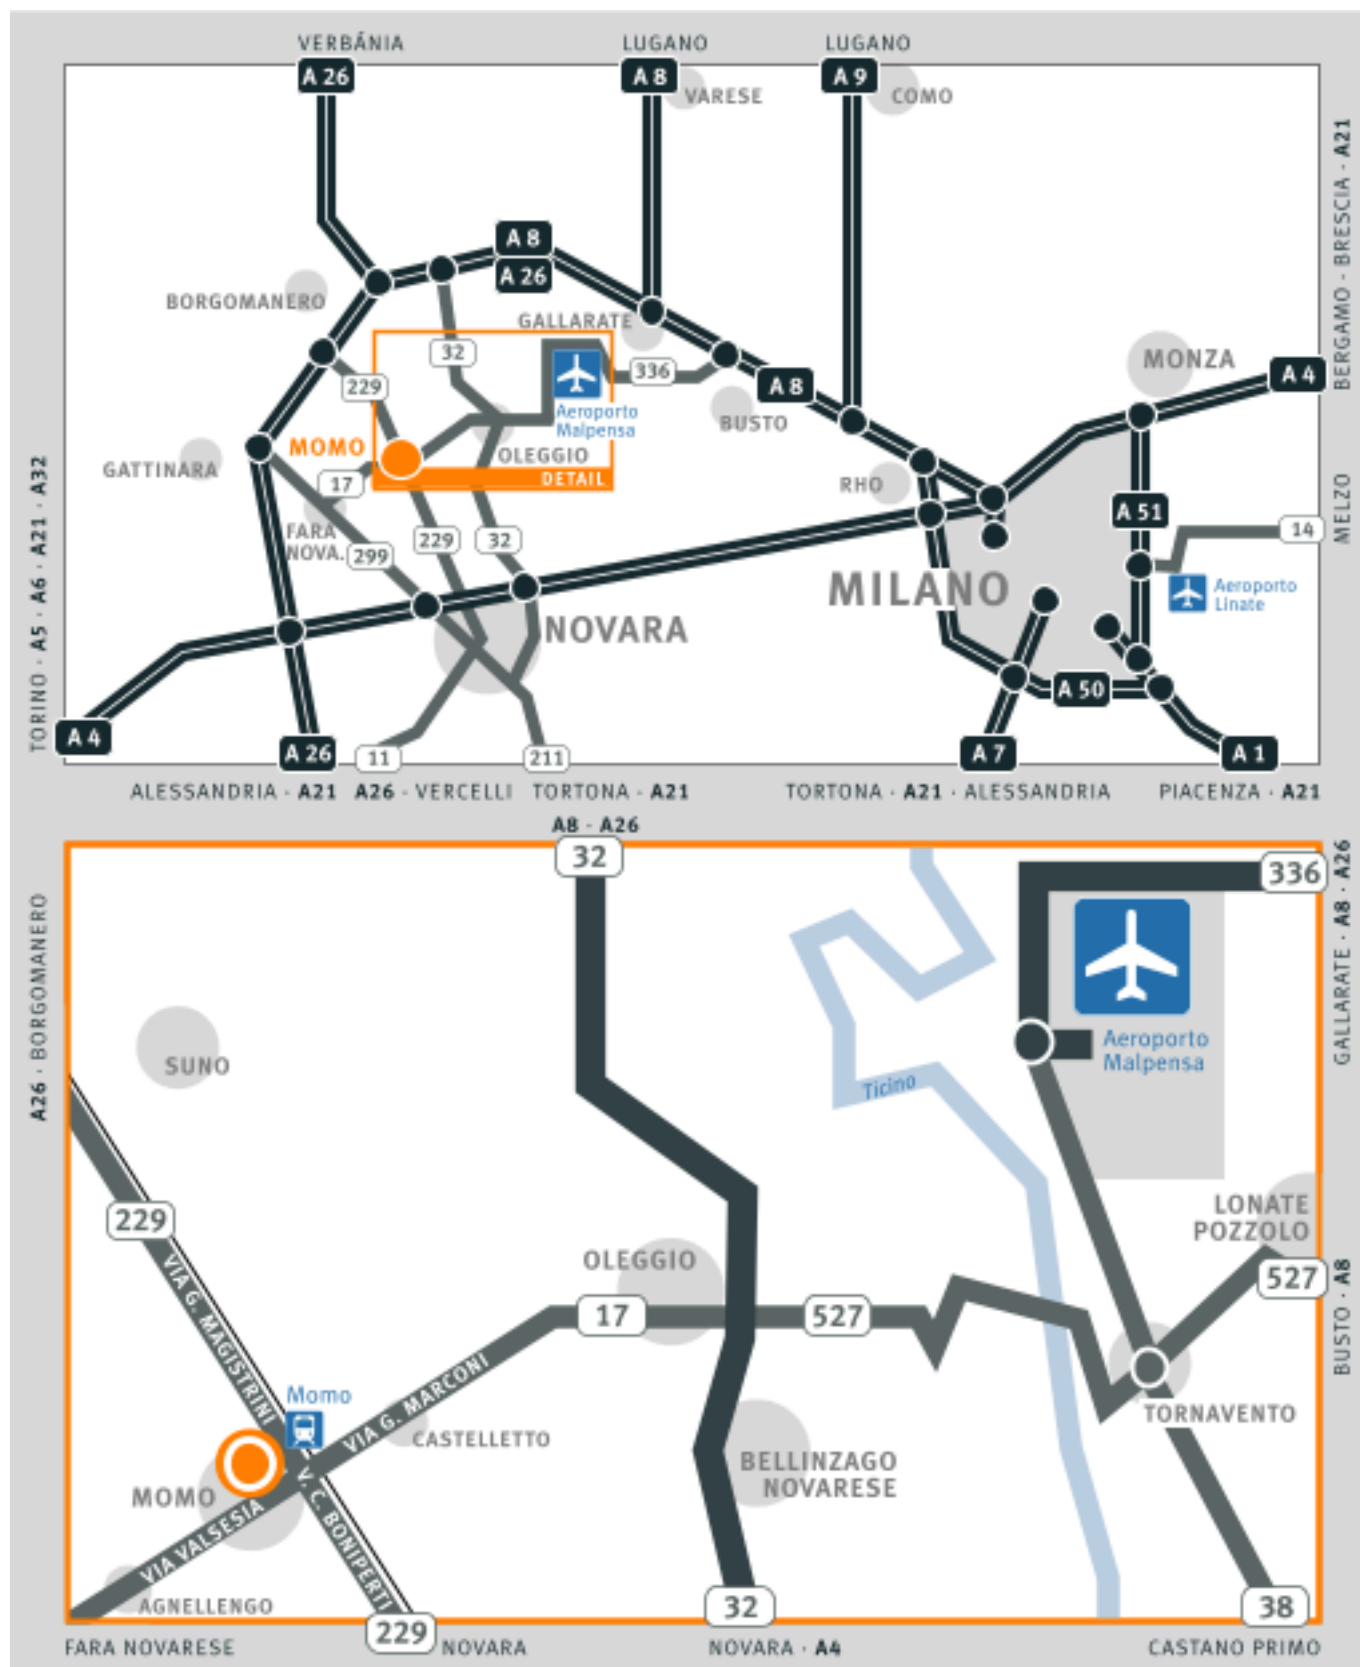 VERBÁNIA
LUGANO
LUGANO
A 26
A 8
A 9
VARESE
COMO
BERGAMO · BRESCIA · A21
A 8
A 26
BORGOMANERO
GALLARATE
32
336
MONZA
A 4
229
A 8
Aeroporto
Malpensa
BUSTO
MOMO
OLEGGIO
GATTINARA
17
DETAIL
RHO
MELZO
TORINO · A5 · A6 · A21 · A32
A 51
14
FARA
NOVA.
299
229
32
MILANO
Aeroporto
Linate
NOVARA
A 50
A 4
A 26
11
211
A 7
A 1
ALESSANDRIA · A21
A26 · VERCELLI
TORTONA · A21
TORTONA · A21 · ALESSANDRIA
PIACENZA · A21
A8 · A26
32
336
GALLARATE · A8 · A26
A26 · BORGOMANERO
Aeroporto
Malpensa
SUNO
Ticino
229
LONATE
POZZOLO
OLEGGIO
527
17
527
VIA G. MAGISTRINI
BUSTO · A8
Momo
VIA G. MARCONI
CASTELLETTO
TORNAVENTO
BELLINZAGO
NOVARESE
MOMO
VIA VALSESIA
V. C. BONIPERTI
AGNELLENGO
32
38
229
FARA NOVARESE
NOVARA
NOVARA · A4
CASTANO PRIMO